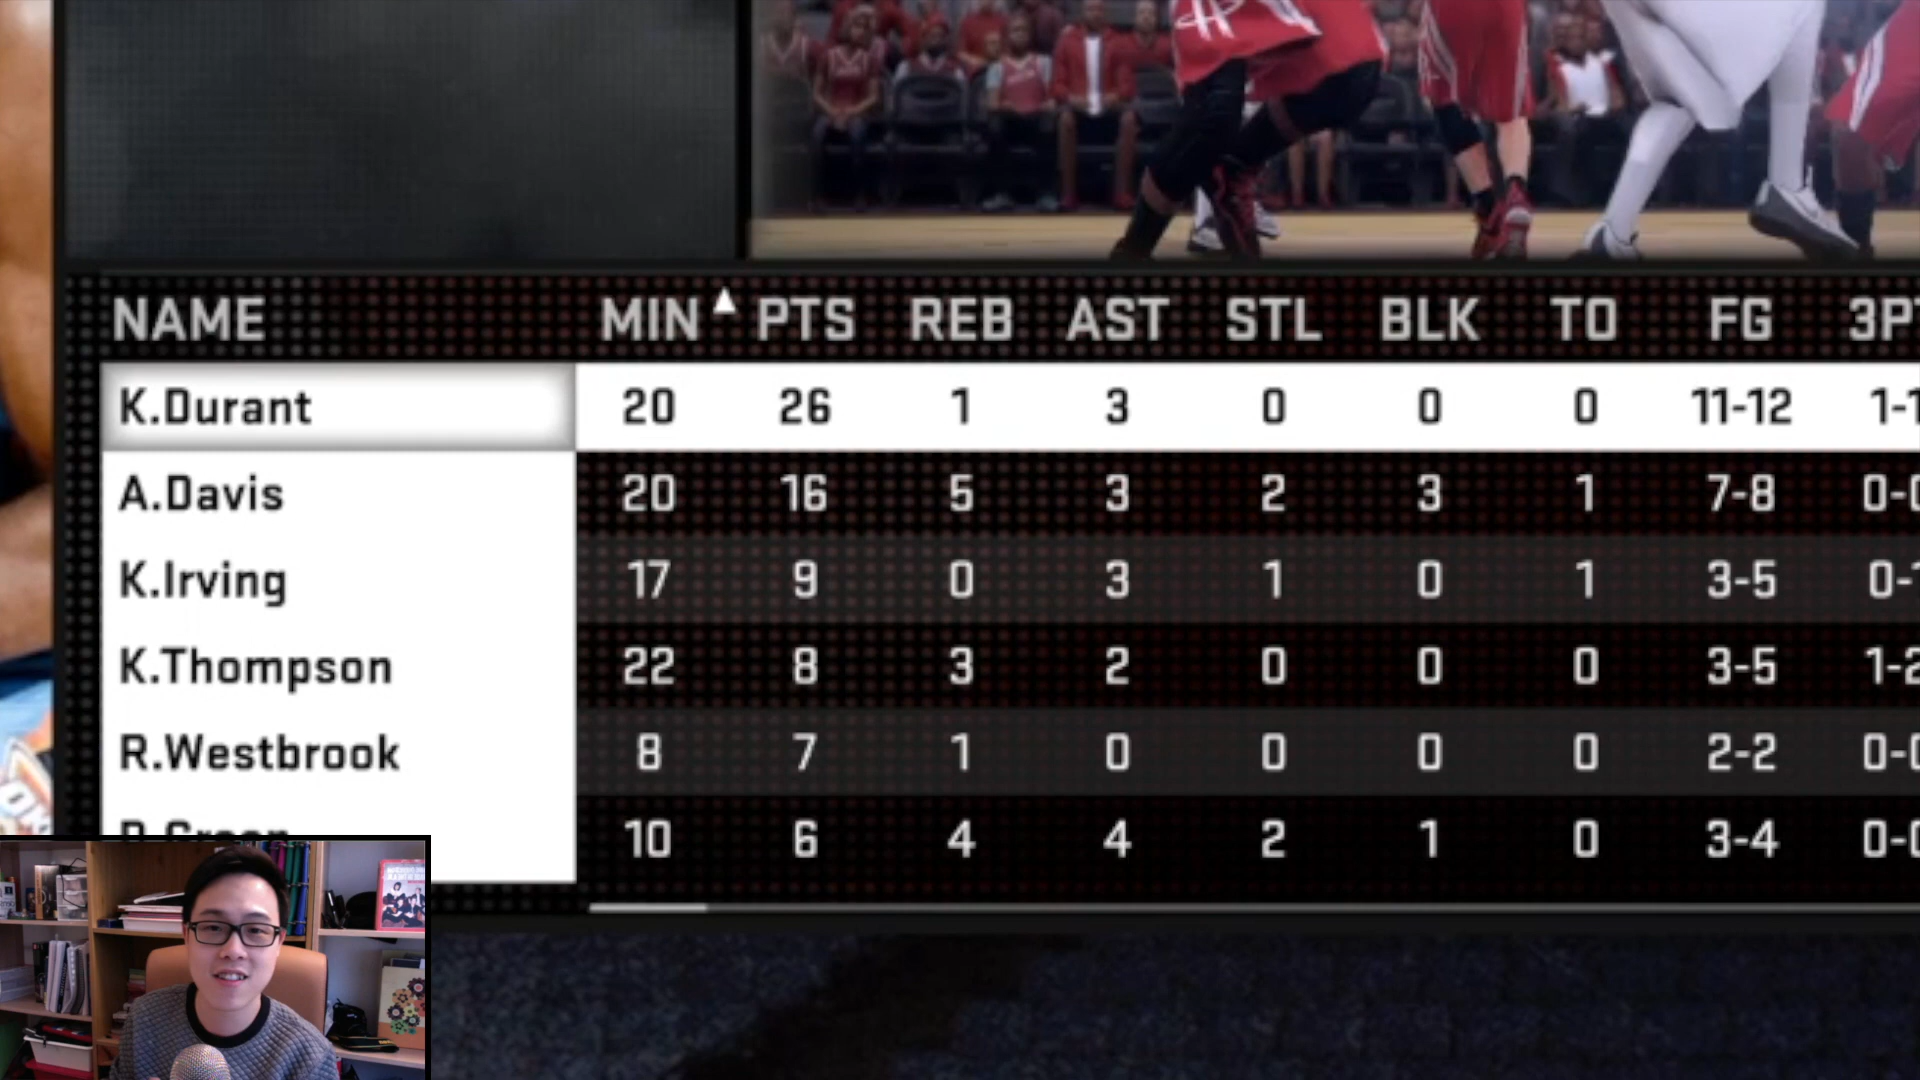 NAME MIN PTS REB AST STL BLK TO FG
K.Durant 20 26 1 3 0 0 0 11-12
A.Davis 20 16 5 3 2 3 1 7-8
K.Irving 17 9 0 3 1 0 1 3-5
K.Thompson 22 8 3 2 0 0 0 3-5 1-2
R.Westbrook 8 7 1 0 0 0 0 2-2
10 6 4 4 2 1 0 3-4